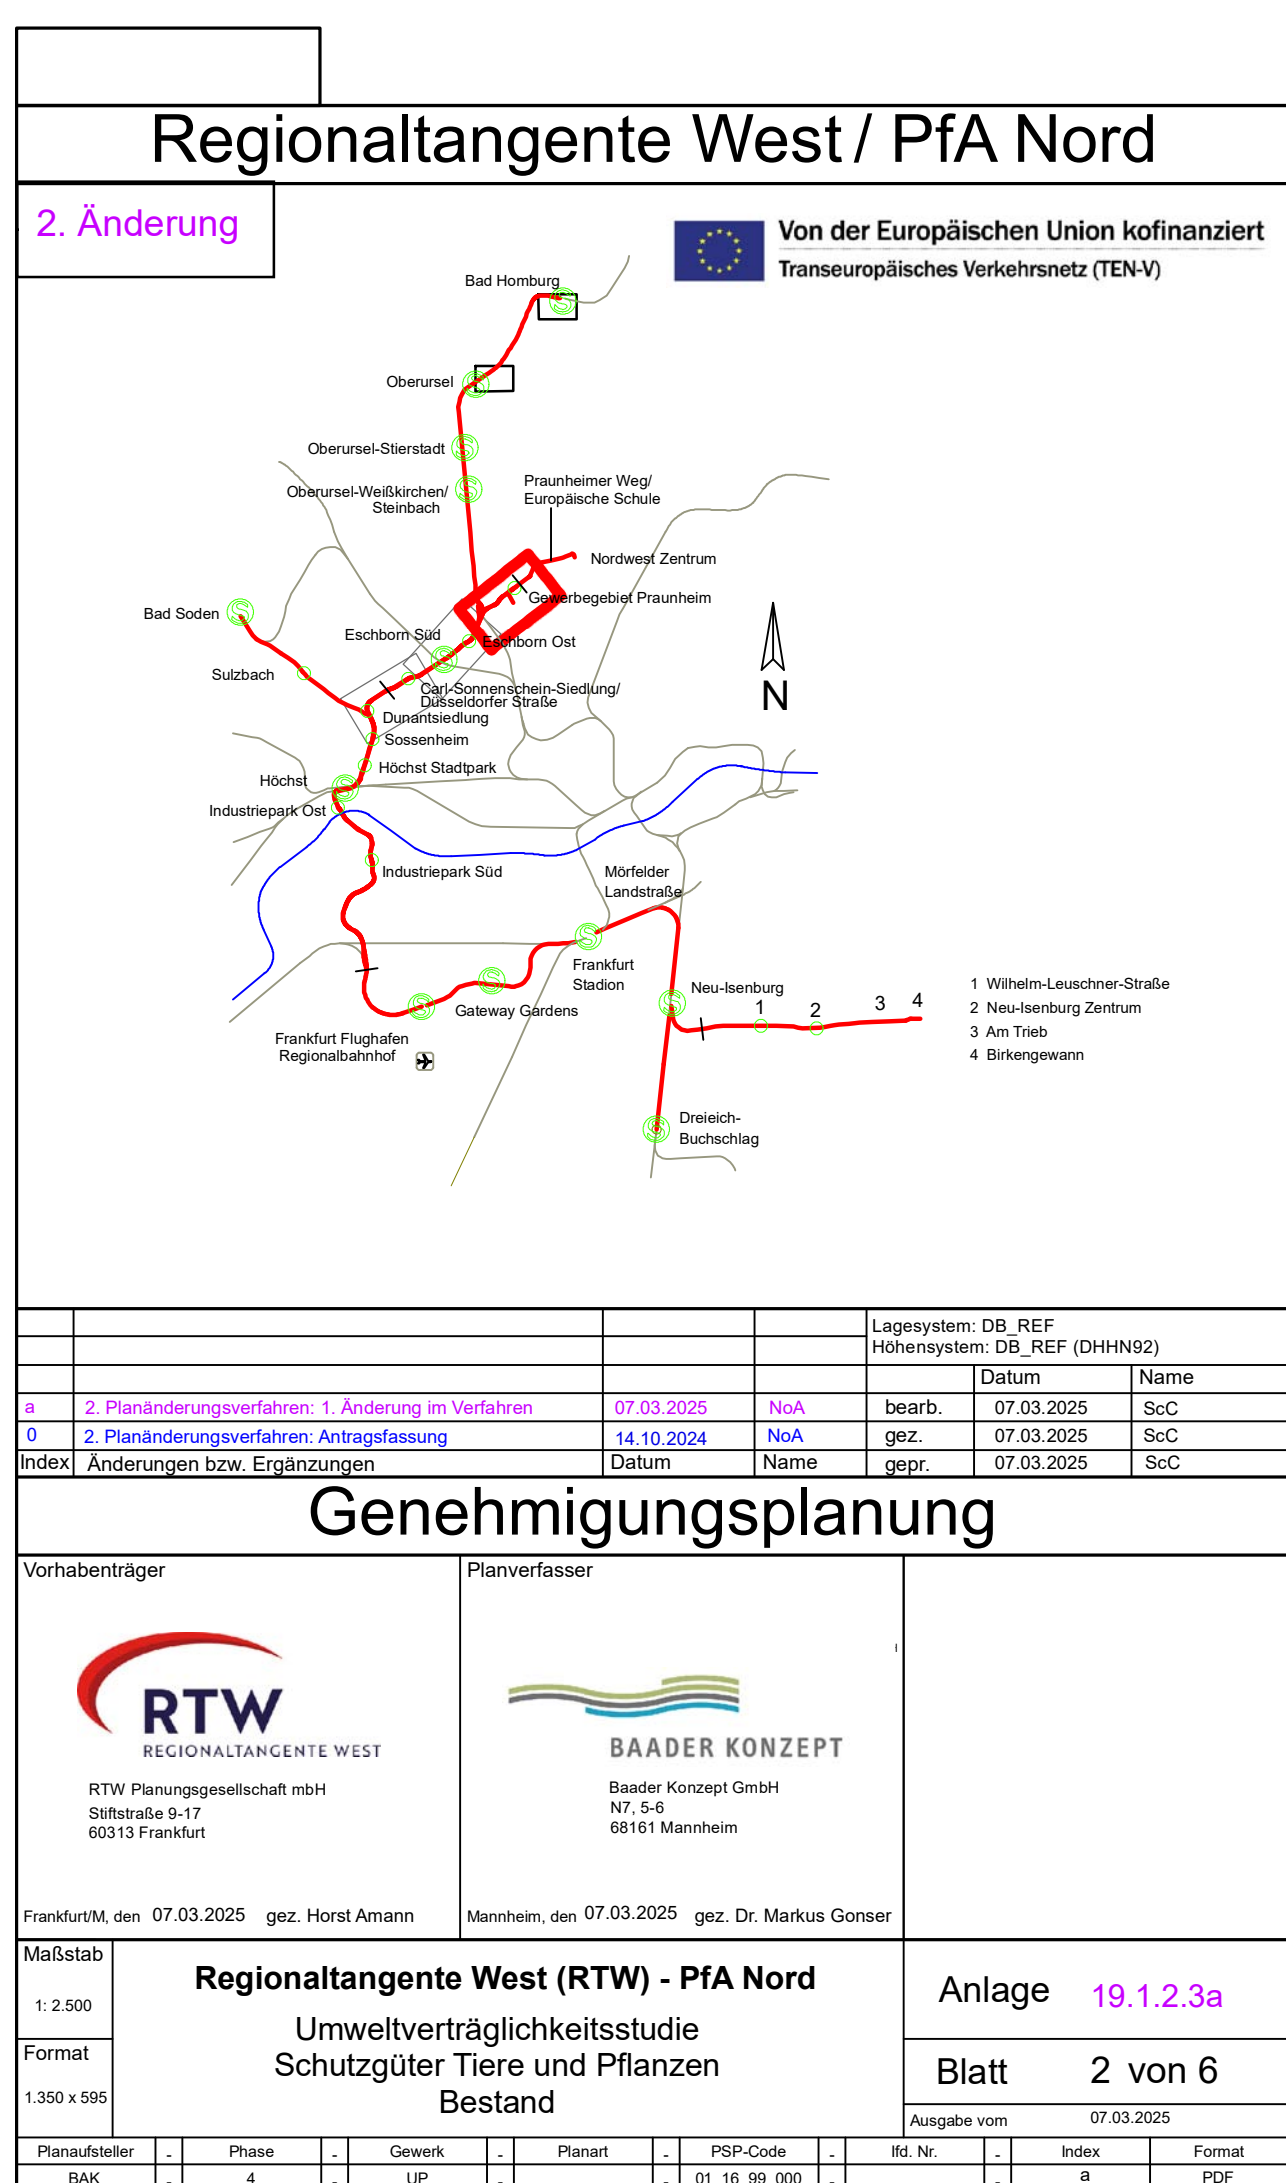 Regionaltangente West / PfA Nord
2. Änderung
Von der Europäischen Union kofinanziert
Transeuropäisches Verkehrsnetz (TEN-V)
Bad Homburg
Oberursel
Oberursel-Stierstadt
Oberursel-Weißkirchen/
Steinbach
Praunheimer Weg/
Europäische Schule
Nordwest Zentrum
Gewerbegebiet Praunheim
Bad Soden
Eschborn Süd
Eschborn Ost
Sulzbach
Carl-Sonnenschein-Siedlung/
Düsseldorfer Straße
Dunantsiedlung
N
Sossenheim
Höchst Stadtpark
Höchst
Industriepark Ost
Industriepark Süd
Mörfelder
Landstraße
Frankfurt
Stadion
Neu-Isenburg
1 2 3 4
1 Wilhelm-Leuschner-Straße
2 Neu-Isenburg Zentrum
3 Am Trieb
4 Birkengewann
Gateway Gardens
Frankfurt Flughafen
Regionalbahnhof
Dreieich-
Buchschlag
Lagesystem: DB_REF
Höhensystem: DB_REF (DHHN92)
Datum Name
a 2. Planänderungsverfahren: 1. Änderung im Verfahren 07.03.2025 NoA bearb. 07.03.2025 ScC
0 2. Planänderungsverfahren: Antragsfassung 14.10.2024 NoA gez. 07.03.2025 ScC
Index Änderungen bzw. Ergänzungen Datum Name gepr. 07.03.2025 ScC
Genehmigungsplanung
Vorhabenträger
RTW
REGIONALTANGENTE WEST
RTW Planungsgesellschaft mbH
Stiftstraße 9-17
60313 Frankfurt
Frankfurt/M, den 07.03.2025 gez. Horst Amann
Planverfasser
BAADER KONZEPT
Baader Konzept GmbH
N7, 5-6
68161 Mannheim
Mannheim, den 07.03.2025 gez. Dr. Markus Gonser
Maßstab
1: 2.500
Format
1.350 x 595
Regionaltangente West (RTW) - PfA Nord
Umweltverträglichkeitsstudie
Schutzgüter Tiere und Pflanzen
Bestand
Anlage 19.1.2.3a
Blatt 2 von 6
Ausgabe vom 07.03.2025
Planaufsteller - Phase - Gewerk - Planart - PSP-Code - lfd. Nr. - Index Format
BAK - 4 - UP - - 01_16_99_000 - - a PDF